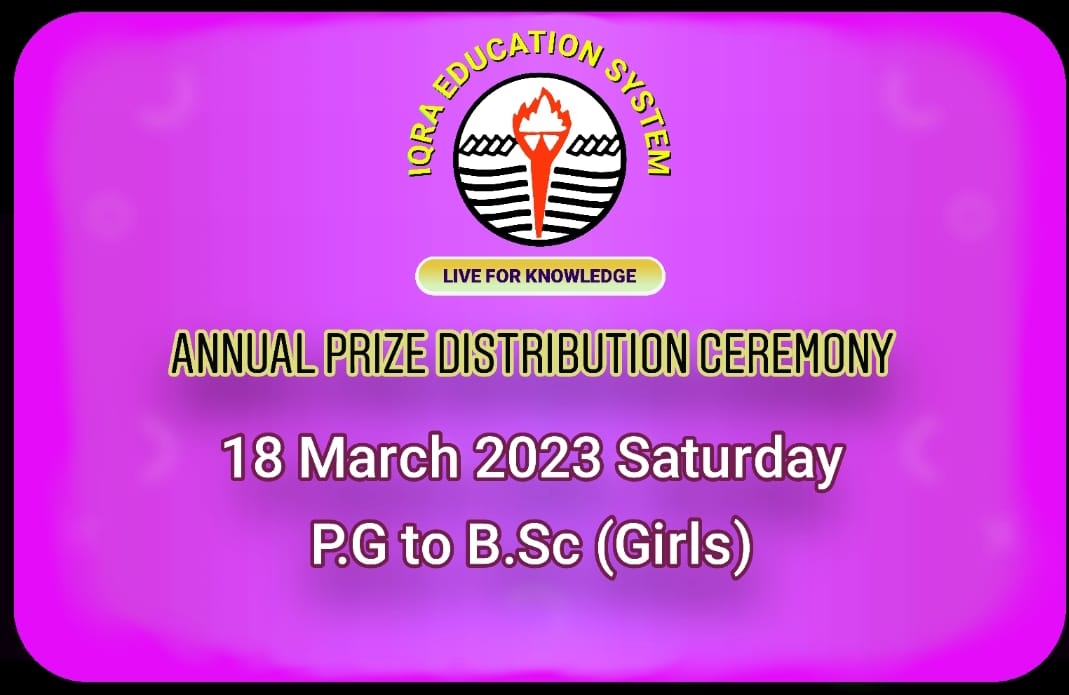 IQRA EDUCATION SYSTEM
LIVE FOR KNOWLEDGE
ANNUAL PRIZE DISTRIBUTION CEREMONY
18 March 2023 Saturday
P.G to B.Sc (Girls)